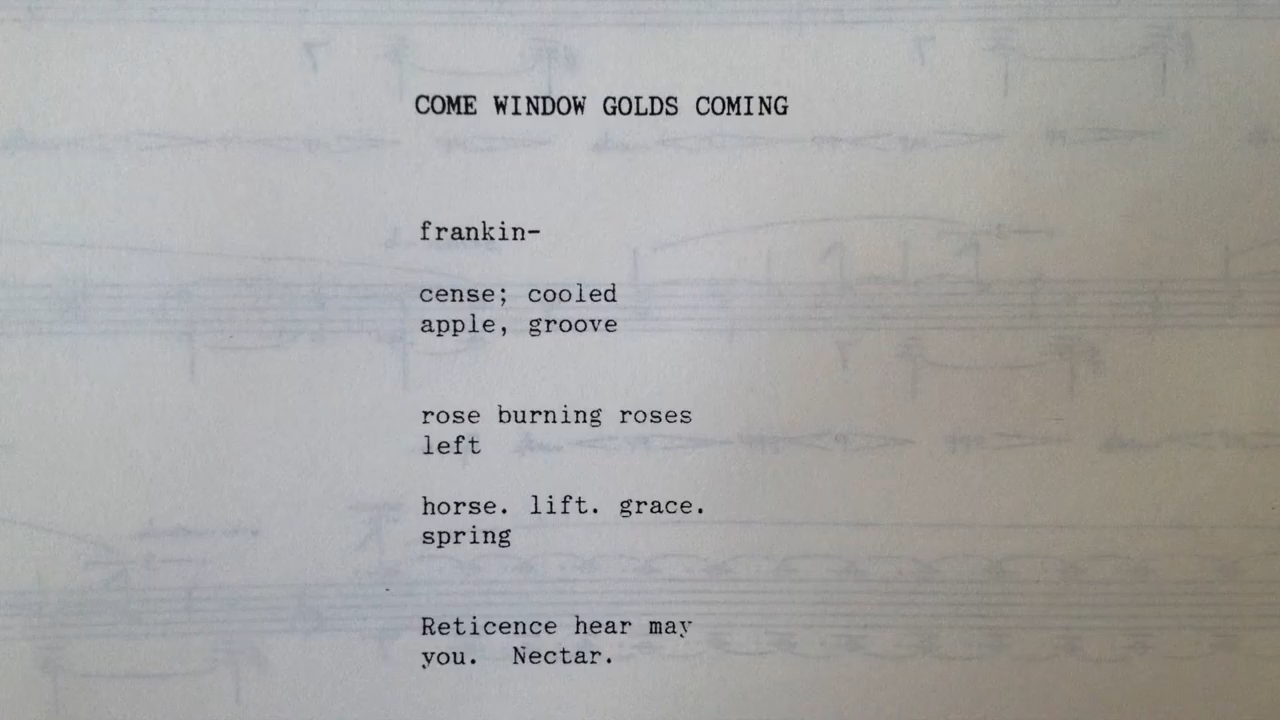 COME WINDOW GOLDS COMING
frankin-
cense; cooled
apple, groove
rose burning roses
left
horse. lift. grace.
spring
Reticence hear may
you.  Nectar.